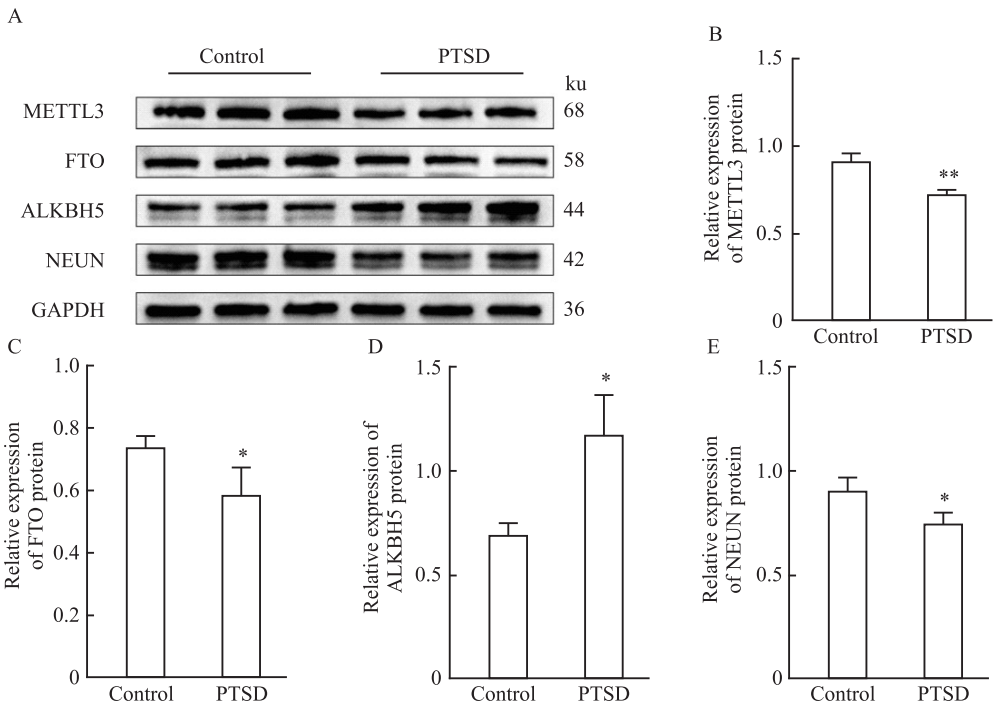 A
Control PTSD
ku
METTL3 68
FTO 58
ALKBH5 44
NEUN 42
GAPDH 36
B
Relative expression
of METTL3 protein
1.5
1.0
0.5
0
**
Control PTSD
C
Relative expression
of FTO protein
1.0
0.8
0.6
0.4
0.2
0
*
Control PTSD
D
Relative expression of
ALKBH5 protein
1.5
1.0
0.5
0
*
Control PTSD
E
Relative expression
of NEUN protein
1.5
1.0
0.5
0
*
Control PTSD